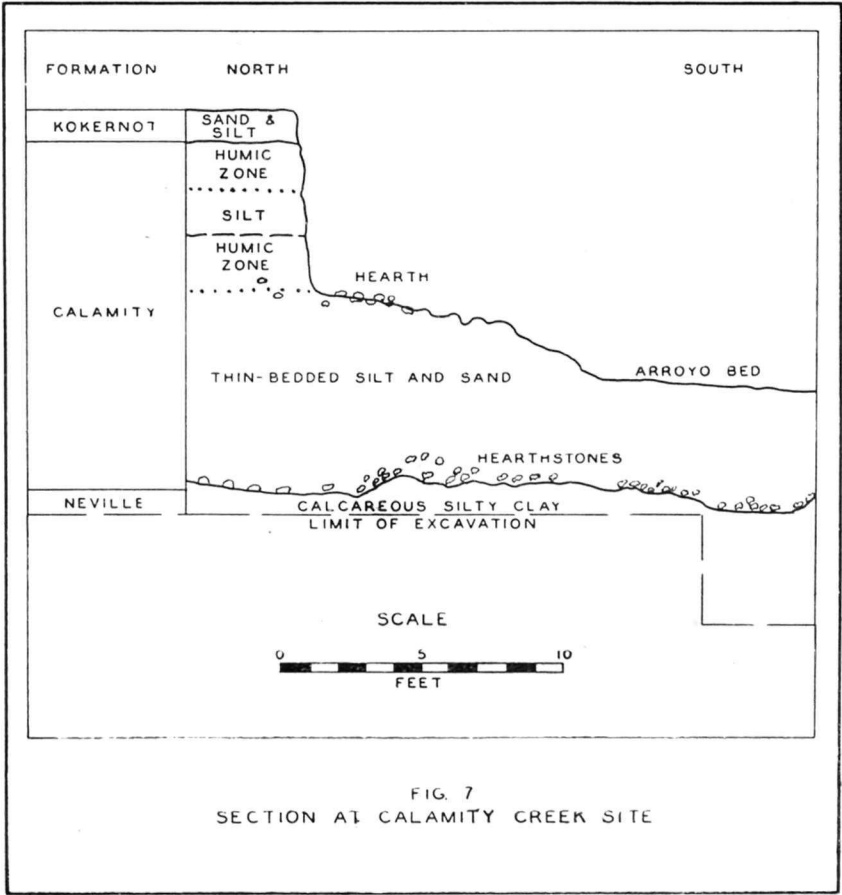 FORMATION NORTH SOUTH
KOKERNOT
SAND &
SILT
HUMIC
ZONE
SILT
HUMIC
ZONE
HEARTH
CALAMITY
THIN-BEDDED SILT AND SAND
ARROYO BED
HEARTHSTONES
NEVILLE
CALCAREOUS SILTY CLAY
LIMIT OF EXCAVATION
SCALE
0 5 10
FEET
FIG. 7
SECTION AT CALAMITY CREEK SITE